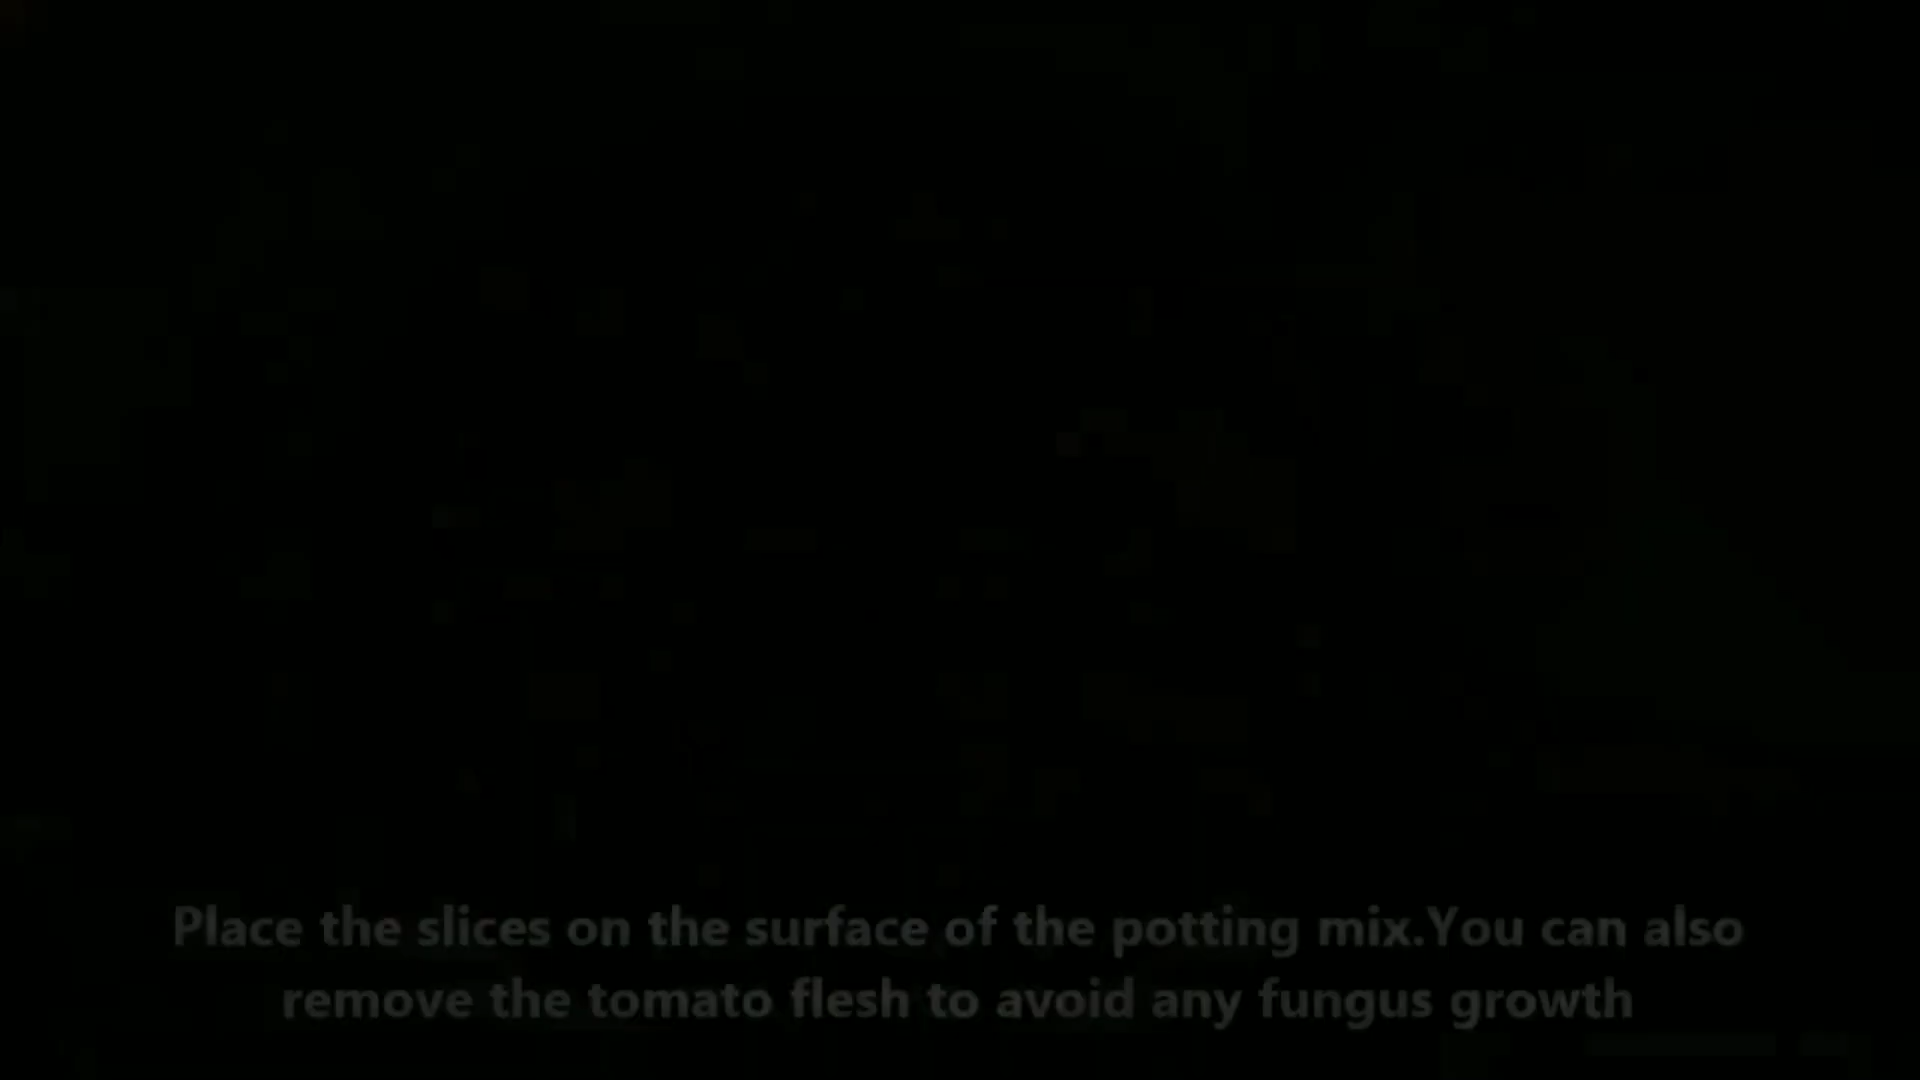 Place the slices on the surface of the potting mix.You can also
remove the tomato flesh to avoid any fungus growth